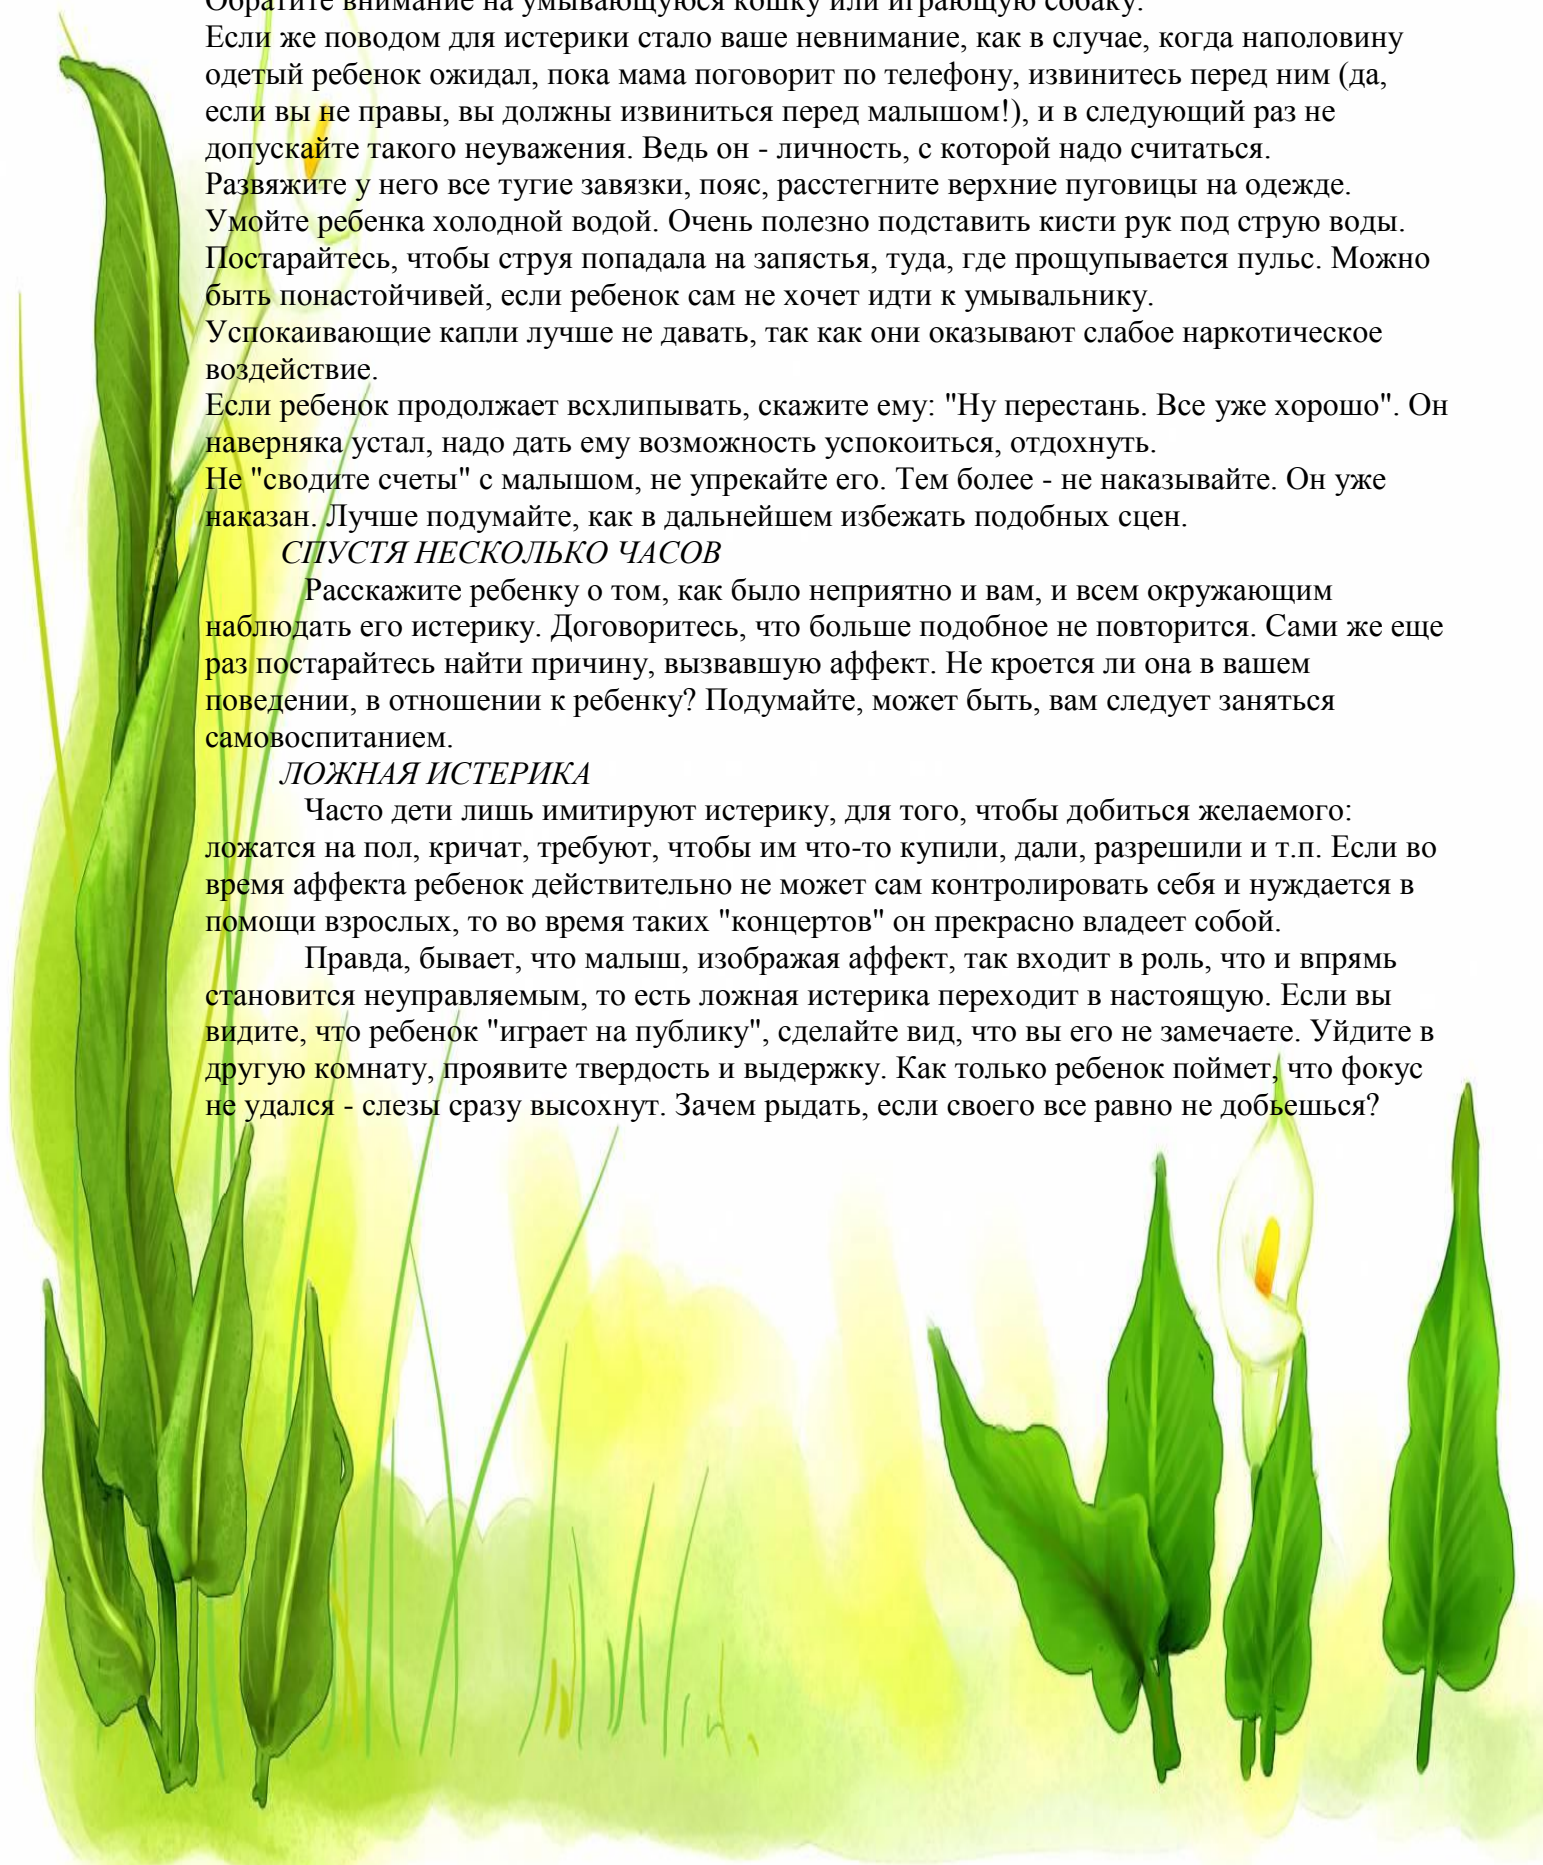 Обратите внимание на умывающуюся кошку или играющую собаку.
Если же поводом для истерики стало ваше невнимание, как в случае, когда наполовину
одетый ребенок ожидал, пока мама поговорит по телефону, извинитесь перед ним (да,
если вы не правы, вы должны извиниться перед малышом!), и в следующий раз не
допускайте такого неуважения. Ведь он - личность, с которой надо считаться.
Развяжите у него все тугие завязки, пояс, расстегните верхние пуговицы на одежде.
Умойте ребенка холодной водой. Очень полезно подставить кисти рук под струю воды.
Постарайтесь, чтобы струя попадала на запястья, туда, где прощупывается пульс. Можно
быть понастойчивей, если ребенок сам не хочет идти к умывальнику.
Успокаивающие капли лучше не давать, так как они оказывают слабое наркотическое
воздействие.
Если ребенок продолжает всхлипывать, скажите ему: "Ну перестань. Все уже хорошо". Он
наверняка устал, надо дать ему возможность успокоиться, отдохнуть.
Не "сводите счеты" с малышом, не упрекайте его. Тем более - не наказывайте. Он уже
наказан. Лучше подумайте, как в дальнейшем избежать подобных сцен.
СПУСТЯ НЕСКОЛЬКО ЧАСОВ
Расскажите ребенку о том, как было неприятно и вам, и всем окружающим
наблюдать его истерику. Договоритесь, что больше подобное не повторится. Сами же еще
раз постарайтесь найти причину, вызвавшую аффект. Не кроется ли она в вашем
поведении, в отношении к ребенку? Подумайте, может быть, вам следует заняться
самовоспитанием.
ЛОЖНАЯ ИСТЕРИКА
Часто дети лишь имитируют истерику, для того, чтобы добиться желаемого:
ложатся на пол, кричат, требуют, чтобы им что-то купили, дали, разрешили и т.п. Если во
время аффекта ребенок действительно не может сам контролировать себя и нуждается в
помощи взрослых, то во время таких "концертов" он прекрасно владеет собой.
Правда, бывает, что малыш, изображая аффект, так входит в роль, что и впрямь
становится неуправляемым, то есть ложная истерика переходит в настоящую. Если вы
видите, что ребенок "играет на публику", сделайте вид, что вы его не замечаете. Уйдите в
другую комнату, проявите твердость и выдержку. Как только ребенок поймет, что фокус
не удался - слезы сразу высохнут. Зачем рыдать, если своего все равно не добьешься?